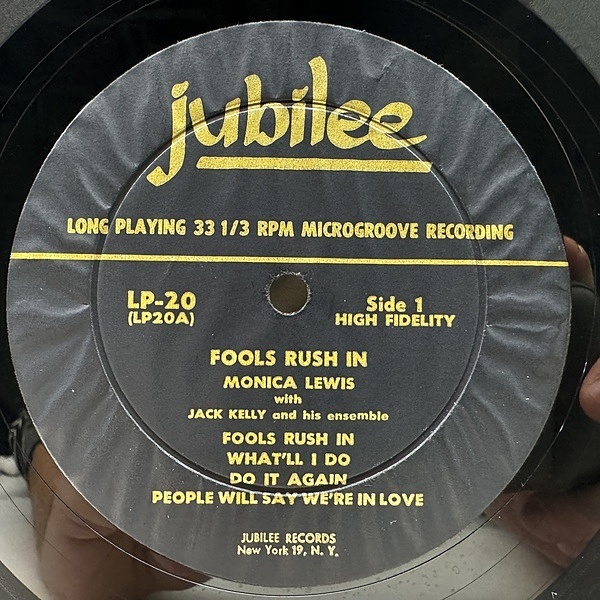 jubilee
LONG PLAYING 33 1/3 RPM MICROGROOVE RECORDING
LP-20
(LP20A)
Side 1
HIGH FIDELITY
FOOLS RUSH IN
MONICA LEWIS
with
JACK KELLY and his ensemble
FOOLS RUSH IN
WHAT'LL I DO
DO IT AGAIN
PEOPLE WILL SAY WE'RE IN LOVE
JUBILEE RECORDS
New York 19, N. Y.